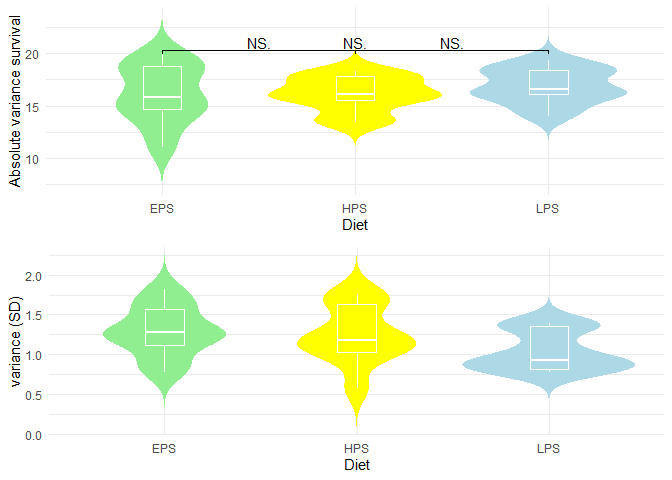 Absolute variance survival
NS. NS. NS.
20
15
10
EPS HPS LPS
Diet
variance (SD)
2.0
1.5
1.0
0.5
0.0
EPS HPS LPS
Diet